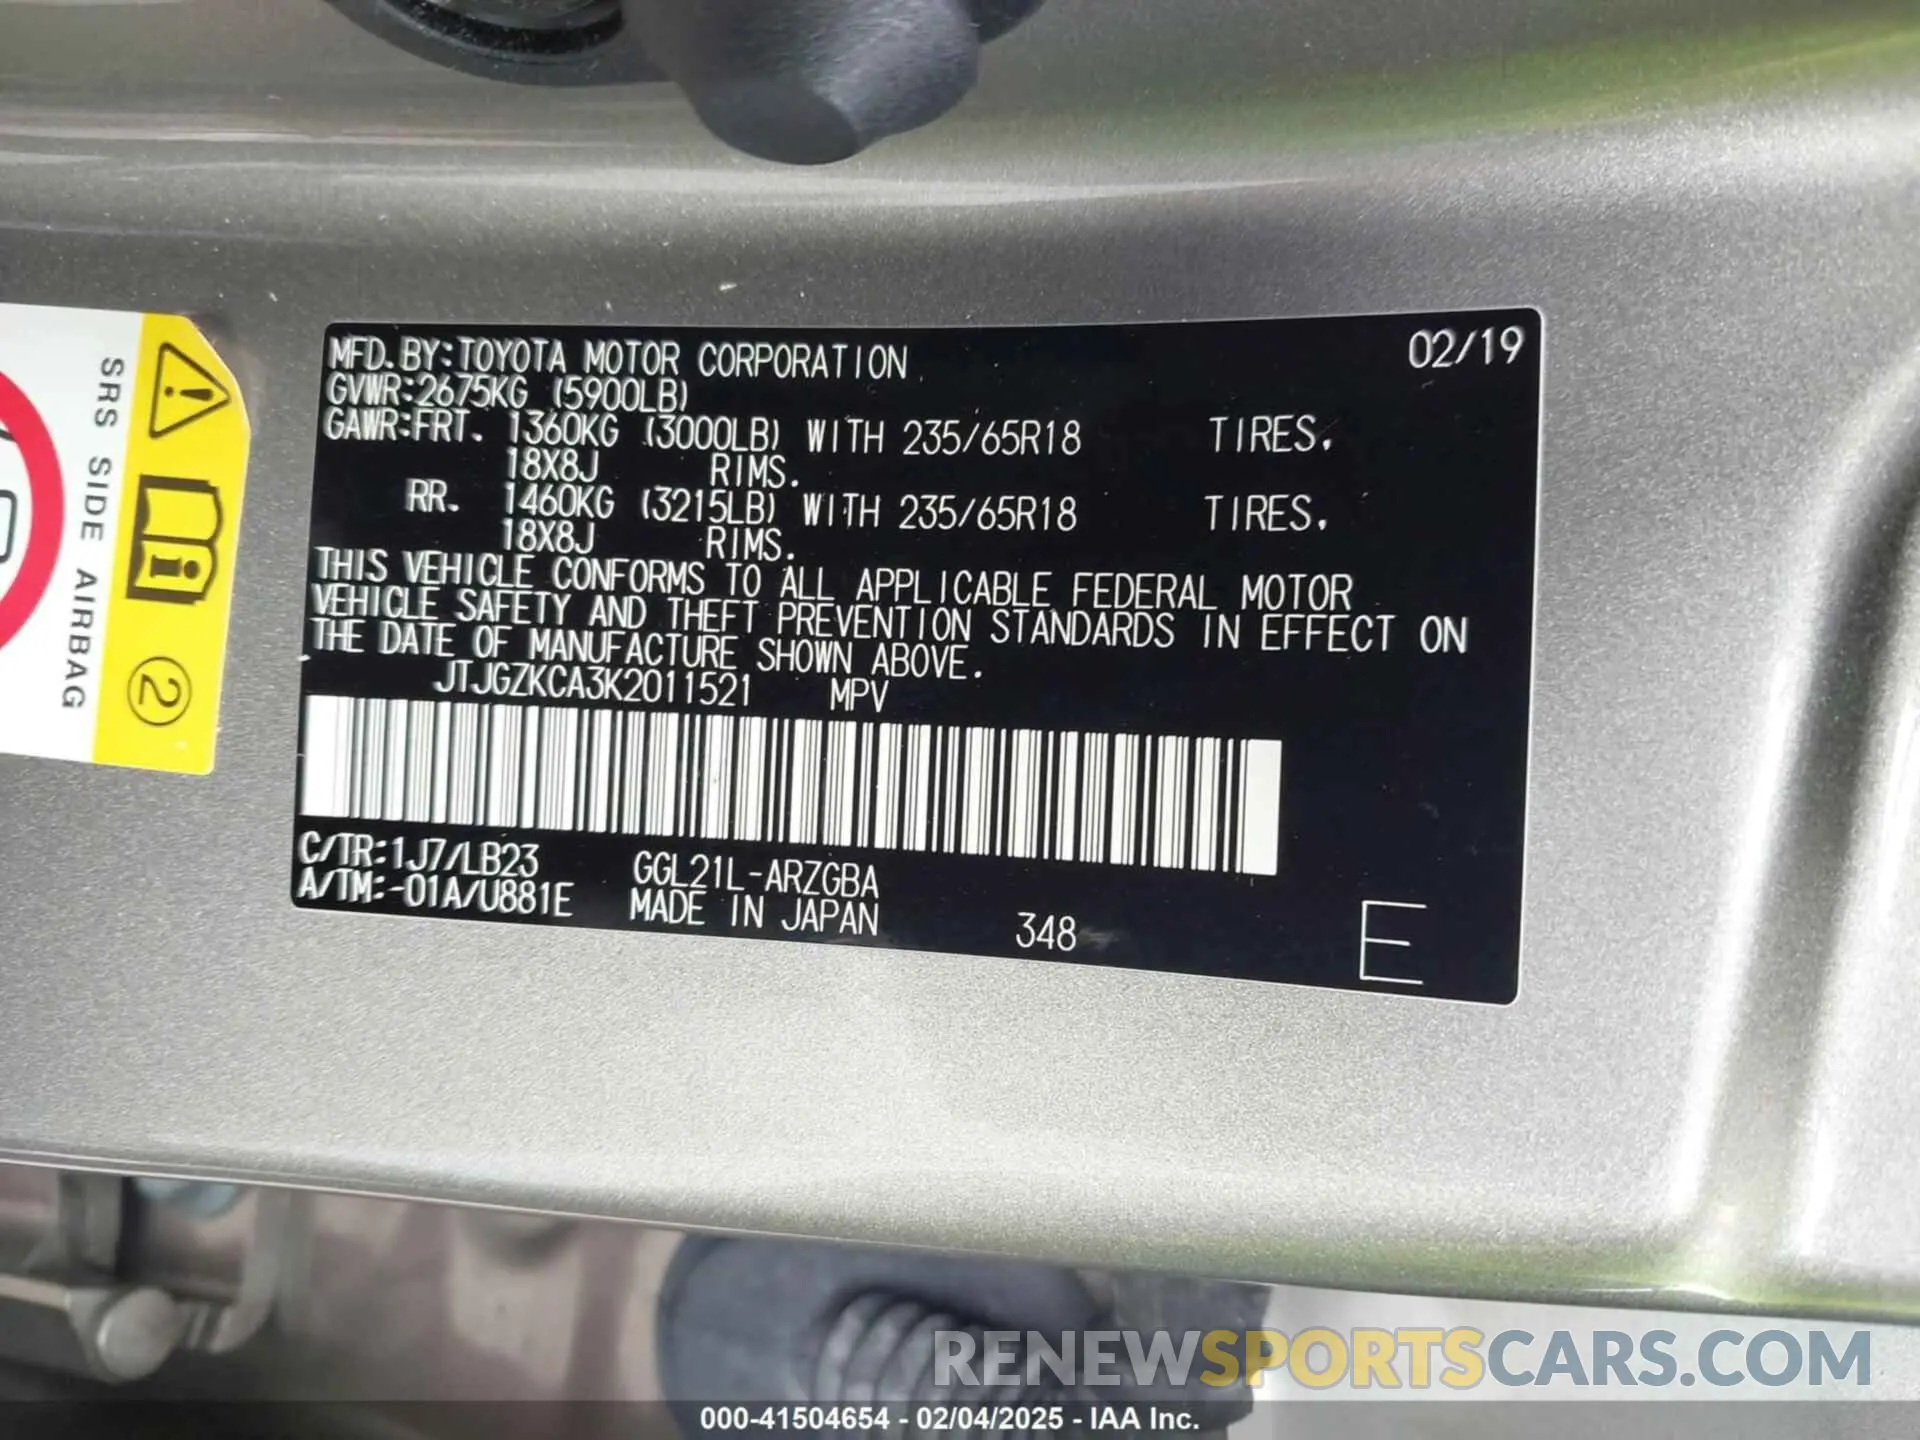 MFD. BY: TOYOTA MOTOR CORPORATION 02/19
GVWR: 2675KG (5900LB)
GAWR: FRT. 1360KG (3000LB) WITH 235/65R18 TIRES.
18X8J RIMS.
RR. 1460KG (3215LB) WITH 235/65R18 TIRES.
18X8J RIMS.
THIS VEHICLE CONFORMS TO ALL APPLICABLE FEDERAL MOTOR
VEHICLE SAFETY AND THEFT PREVENTION STANDARDS IN EFFECT ON
THE DATE OF MANUFACTURE SHOWN ABOVE.
JTJGZKCA3K2011521 MPV
C/TR: 1J7/LB23 GGL21L-ARZGBA
A/TM: -01A/U881E MADE IN JAPAN 348 E
SRS SIDE AIRBAG
2
RENEWSPORTSCARS.COM
000-41504654 - 02/04/2025 - IAA Inc.